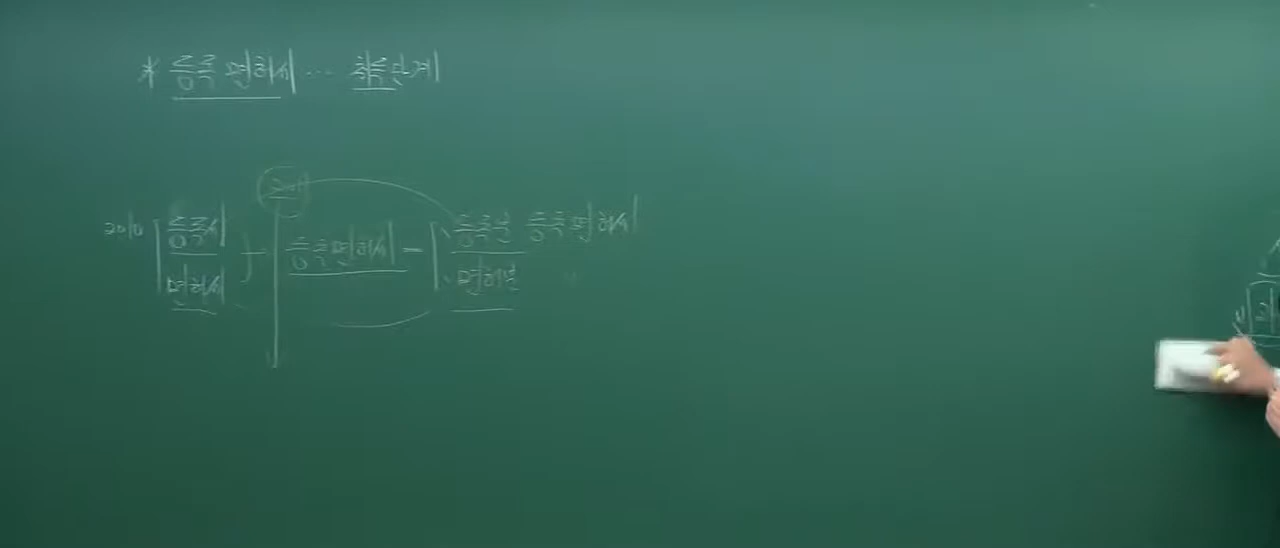 * 등록면허세 … 취득단계
2010 등록세 등록면허세 등록분 등록면허세
면허세 면허분